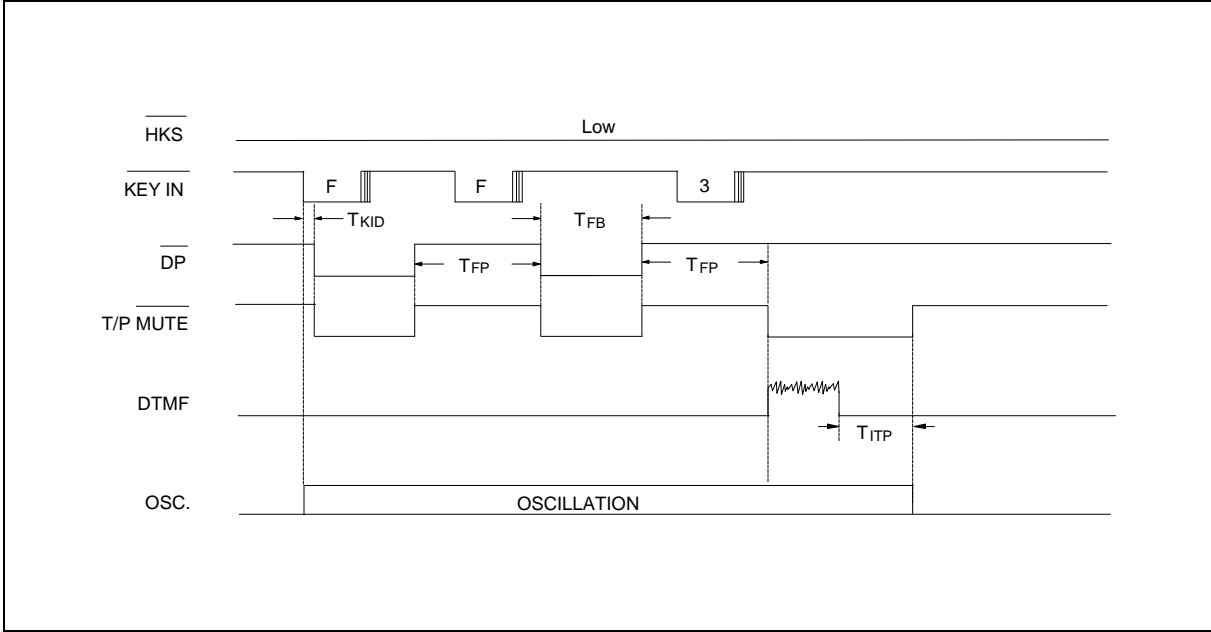 HKS
Low
KEY IN
F
F
3
TKID
TFB
DP
TFP
TFP
T/P MUTE
DTMF
TITP
OSC.
OSCILLATION